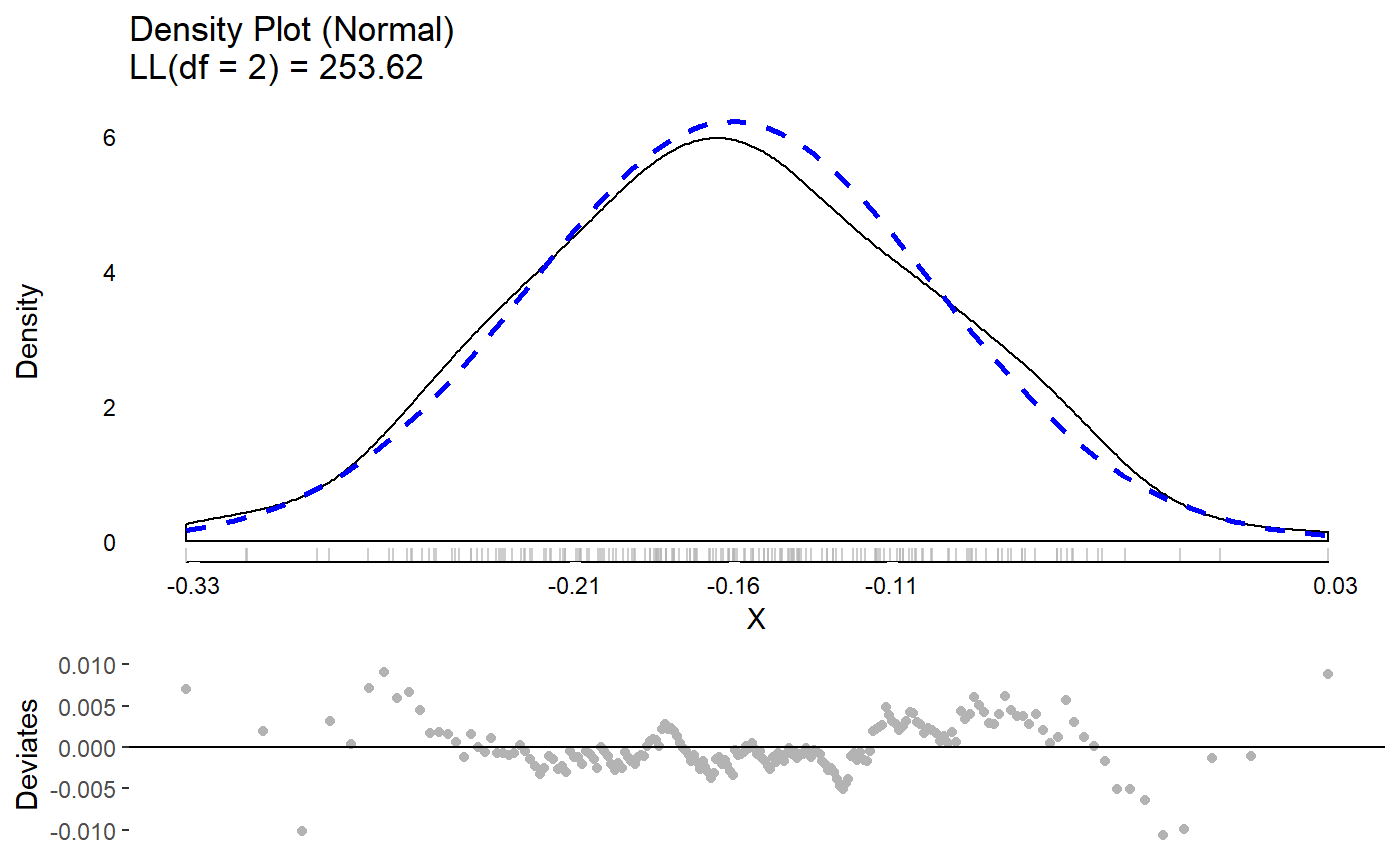 Density Plot (Normal)
LL(df = 2) = 253.62
6
4
2
0
Density
-0.33
-0.21
-0.16
-0.11
0.03
X
0.010
0.005
0.000
-0.005
-0.010
Deviates